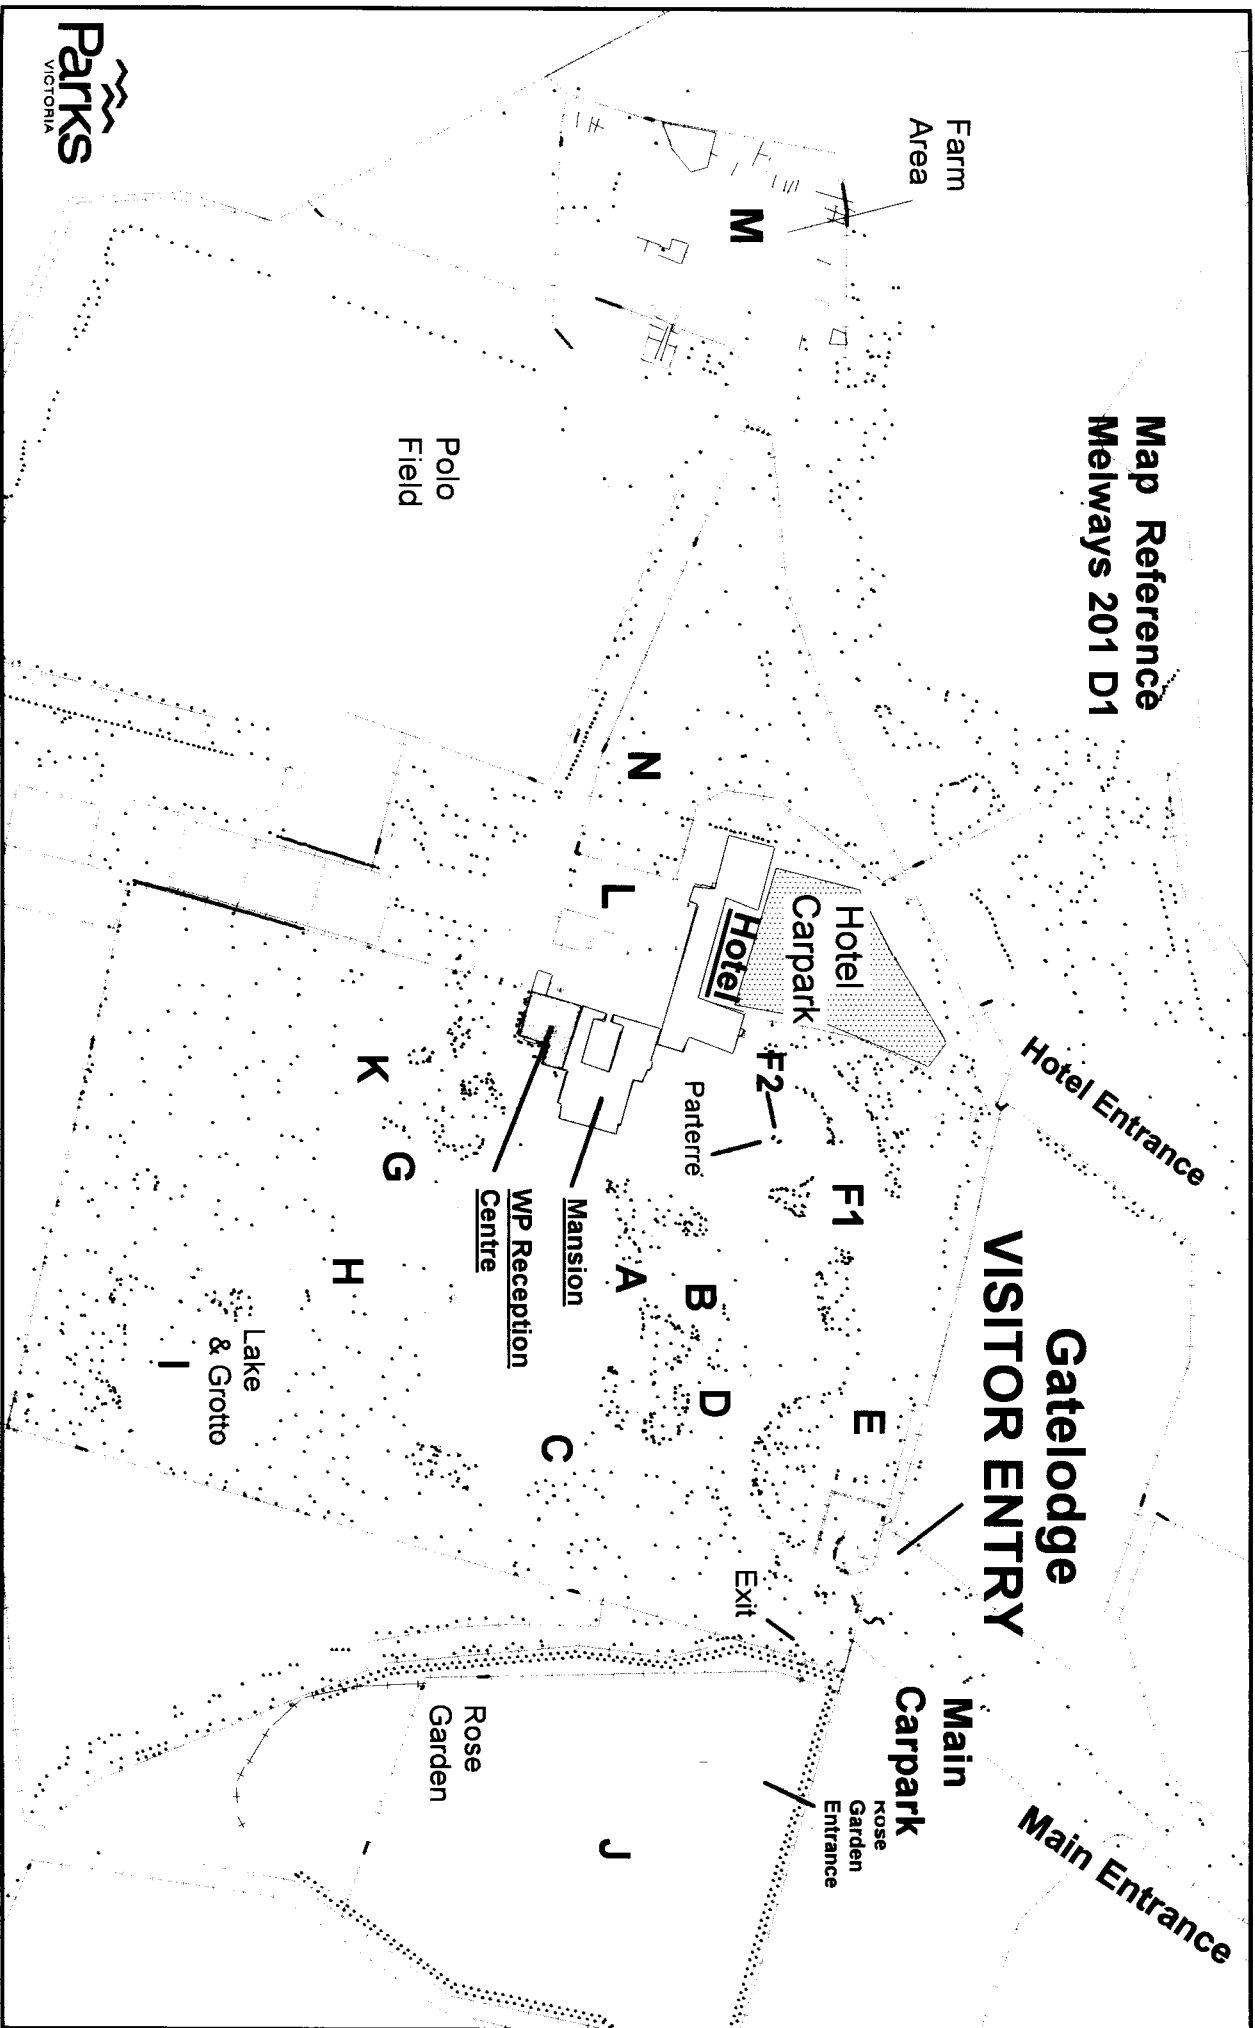 Map Reference
Melways 201 D1
Hotel Entrance
Gatelodge
VISITOR ENTRY
Main Entrance
Main
Carpark
Rose
Garden
Entrance
Farm
Area
M
Hotel
Carpark
Hotel
F2
Parterre
F1
E
Exit
N
L
B
D
A
C
J
Mansion
WP Reception
Centre
Polo
Field
K
G
H
Lake
& Grotto
I
Rose
Garden
Parks
VICTORIA